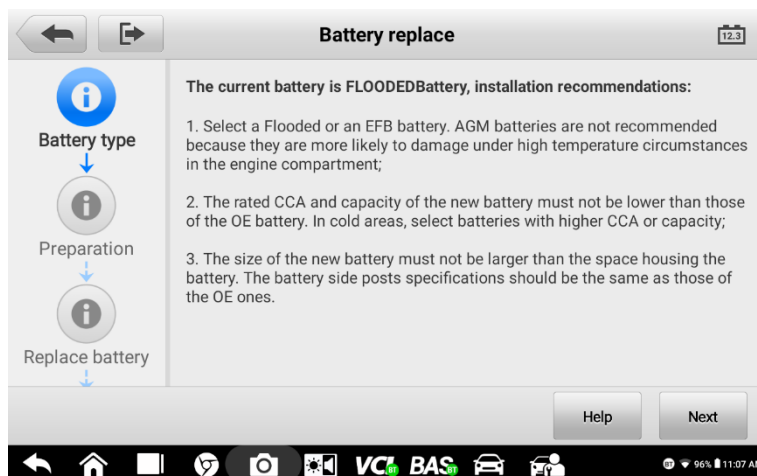 Battery replace
12.3
Battery type
Preparation
Replace battery
The current battery is FLOODEDBattery, installation recommendations:
1. Select a Flooded or an EFB battery. AGM batteries are not recommended
because they are more likely to damage under high temperature circumstances
in the engine compartment;
2. The rated CCA and capacity of the new battery must not be lower than those
of the OE battery. In cold areas, select batteries with higher CCA or capacity;
3. The size of the new battery must not be larger than the space housing the
battery. The battery side posts specifications should be the same as those of
the OE ones.
Help
Next
VCI BT BAS BT
BT 96% 11:07 AM